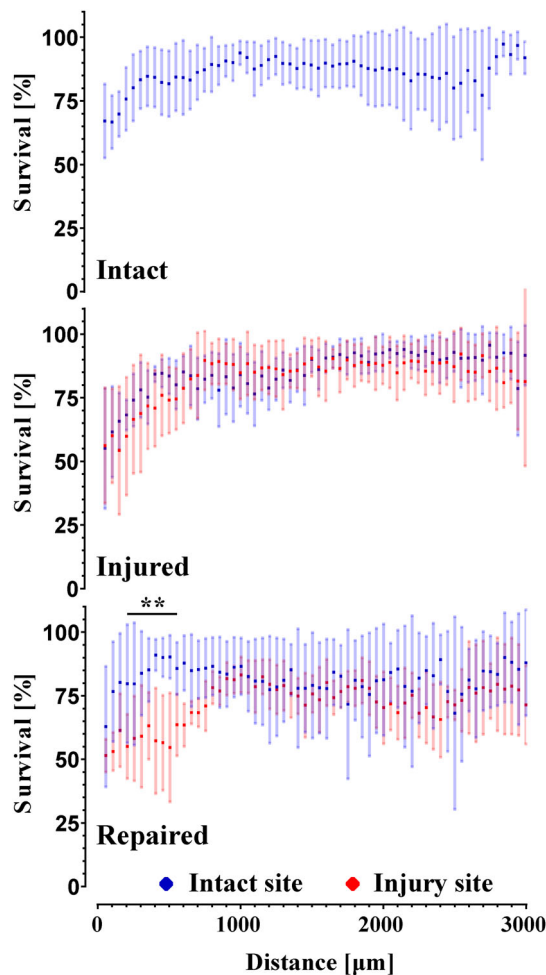 Survival [%]
100
75
50
25
0
Intact
Survival [%]
100
75
50
25
0
Injured
**
Survival [%]
100
75
50
25
0
Repaired
Intact site Injury site
0 1000 2000 3000
Distance [µm]